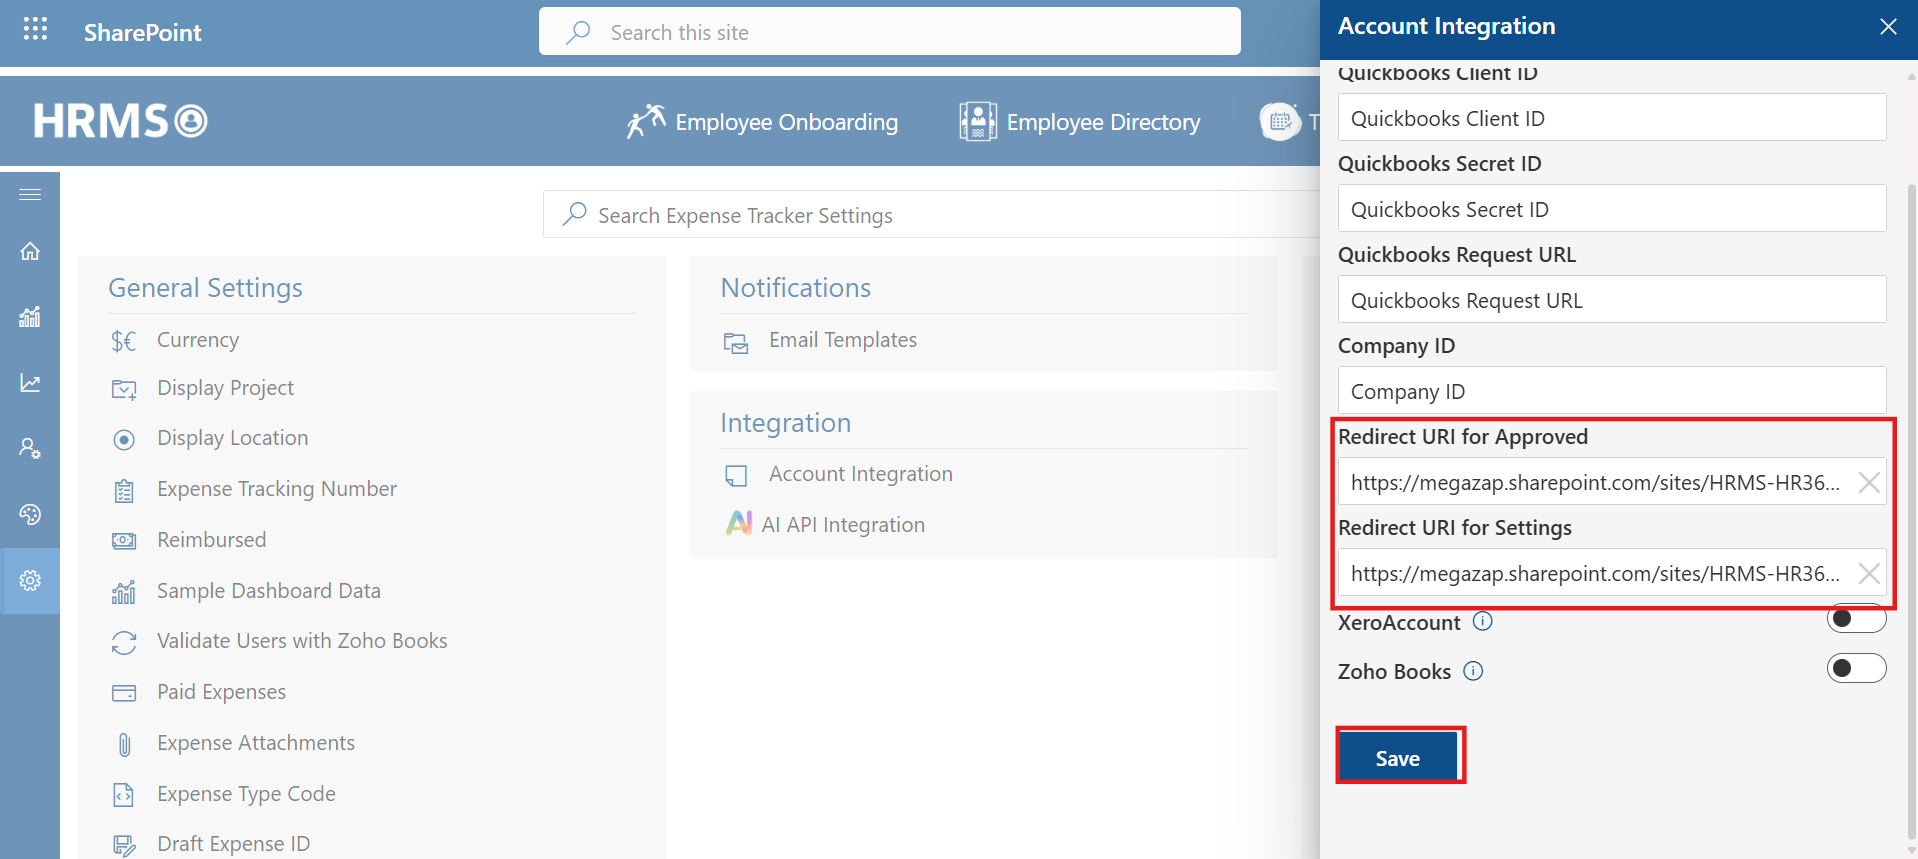 SharePoint
Search this site
HRMS
Employee Onboarding
Employee Directory
T
Search Expense Tracker Settings
General Settings
Currency
Display Project
Display Location
Expense Tracking Number
Reimbursed
Sample Dashboard Data
Validate Users with Zoho Books
Paid Expenses
Expense Attachments
Expense Type Code
Draft Expense ID
Notifications
Email Templates
Integration
Account Integration
AI API Integration
Account Integration
Quickbooks Client ID
Quickbooks Client ID
Quickbooks Secret ID
Quickbooks Secret ID
Quickbooks Request URL
Quickbooks Request URL
Company ID
Company ID
Redirect URI for Approved
https://megazap.sharepoint.com/sites/HRMS-HR36...
Redirect URI for Settings
https://megazap.sharepoint.com/sites/HRMS-HR36...
XeroAccount
Zoho Books
Save